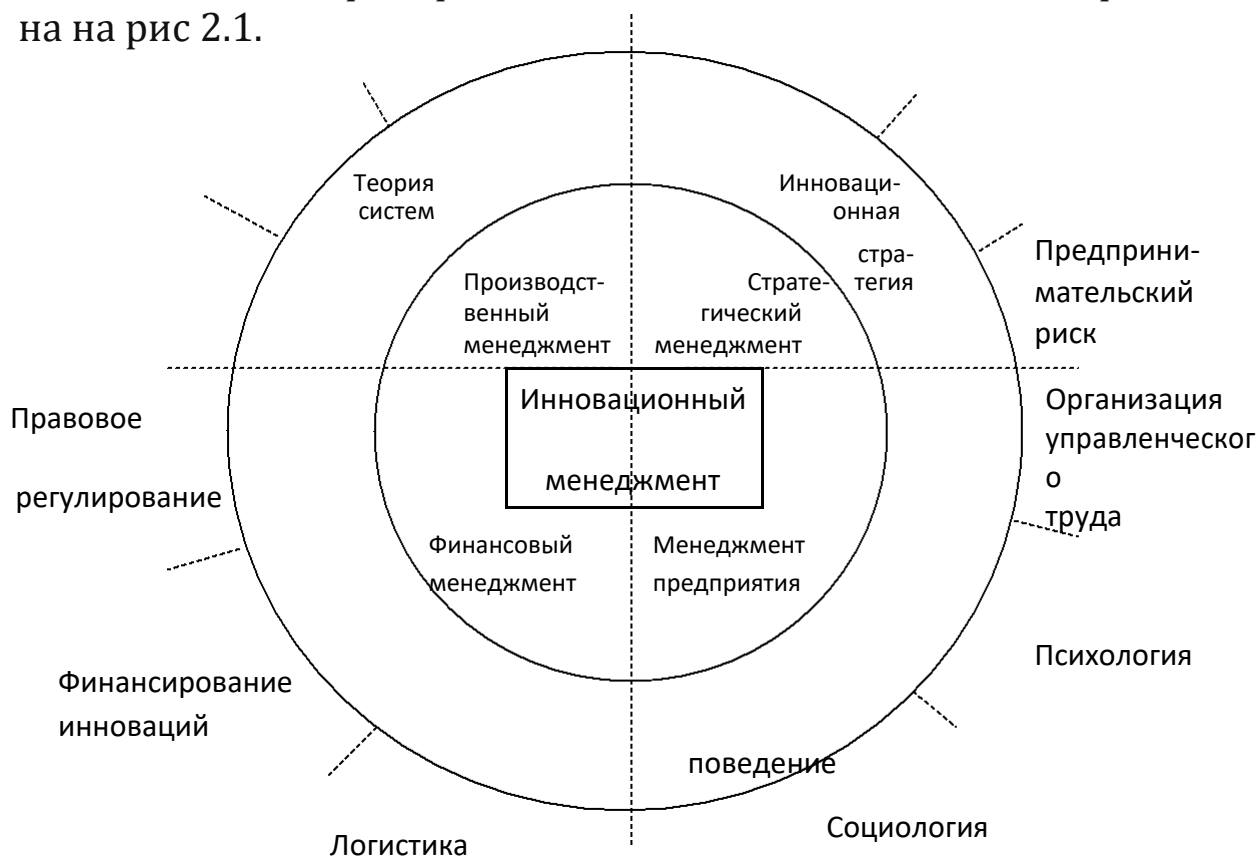 на на рис 2.1.
Теория
систем
Инноваци-
онная
стра-
тегия
Предприни-
мательский
риск
Производст-
венный
менеджмент
Страте-
гический
менеджмент
Инновационный
менеджмент
Правовое
регулирование
Организация
управленческог
о
труда
Финансовый
менеджмент
Менеджмент
предприятия
Психология
Финансирование
инноваций
поведение
Социология
Логистика